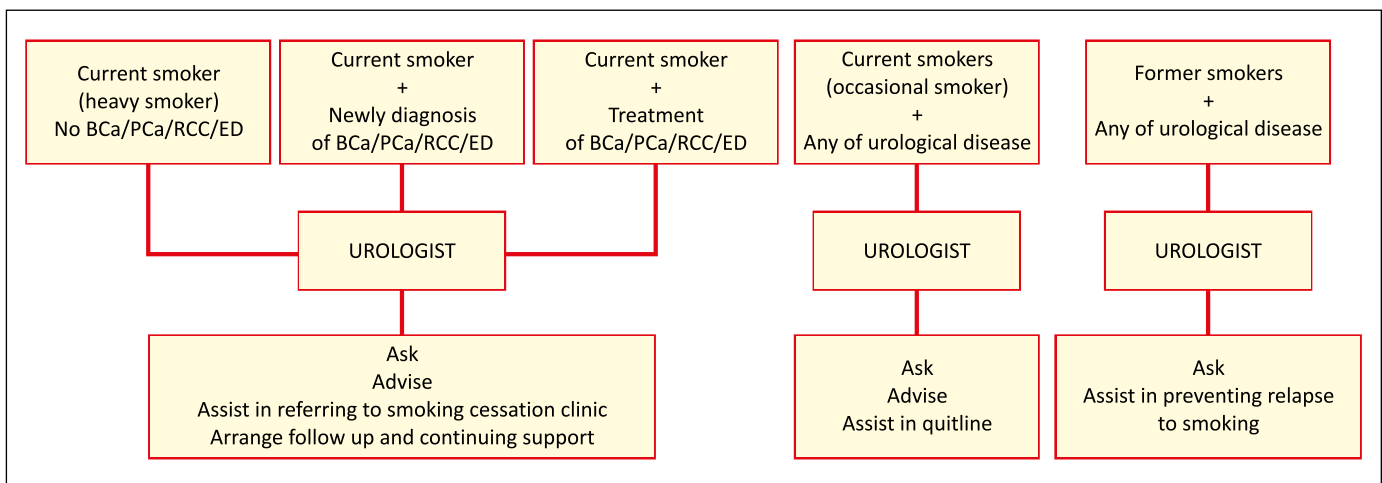 Current smoker
(heavy smoker)
No BCa/PCa/RCC/ED
Current smoker
+
Newly diagnosis
of BCa/PCa/RCC/ED
Current smoker
+
Treatment
of BCa/PCa/RCC/ED
Current smokers
(occasional smoker)
+
Any of urological disease
Former smokers
+
Any of urological disease
UROLOGIST
UROLOGIST
UROLOGIST
Ask
Advise
Assist in referring to smoking cessation clinic
Arrange follow up and continuing support
Ask
Advise
Assist in quitline
Ask
Assist in preventing relapse
to smoking